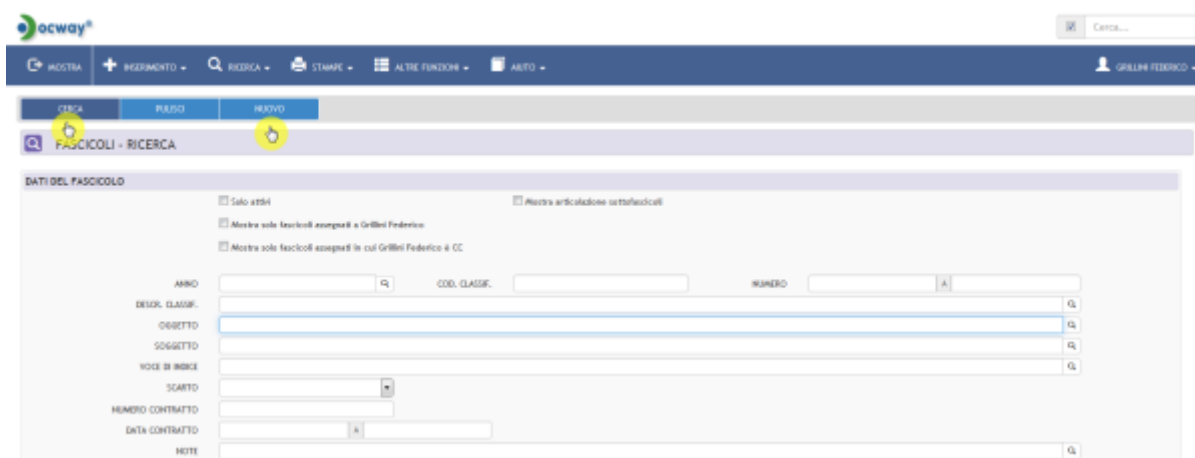 Docway®
Cerca...
MOSTRA INSERIMENTO RICERCA STAMPE ALTRE FUNZIONI AIUTO GRILLINI FEDERICO
CERCA PULISCI NUOVO
FASCICOLI - RICERCA
DATI DEL FASCICOLO
Solo attivi Mostra articolazione sottofascicoli
Mostra solo fascicoli assegnati a Grillini Federico
Mostra solo fascicoli assegnati in cui Grillini Federico è CC
ANNO COD. CLASSIF. NUMERO A
DESCR. CLASSIF.
OGGETTO
SOGGETTO
VOCE DI INDICE
SCARTO
NUMERO CONTRATTO
DATA CONTRATTO A
NOTE